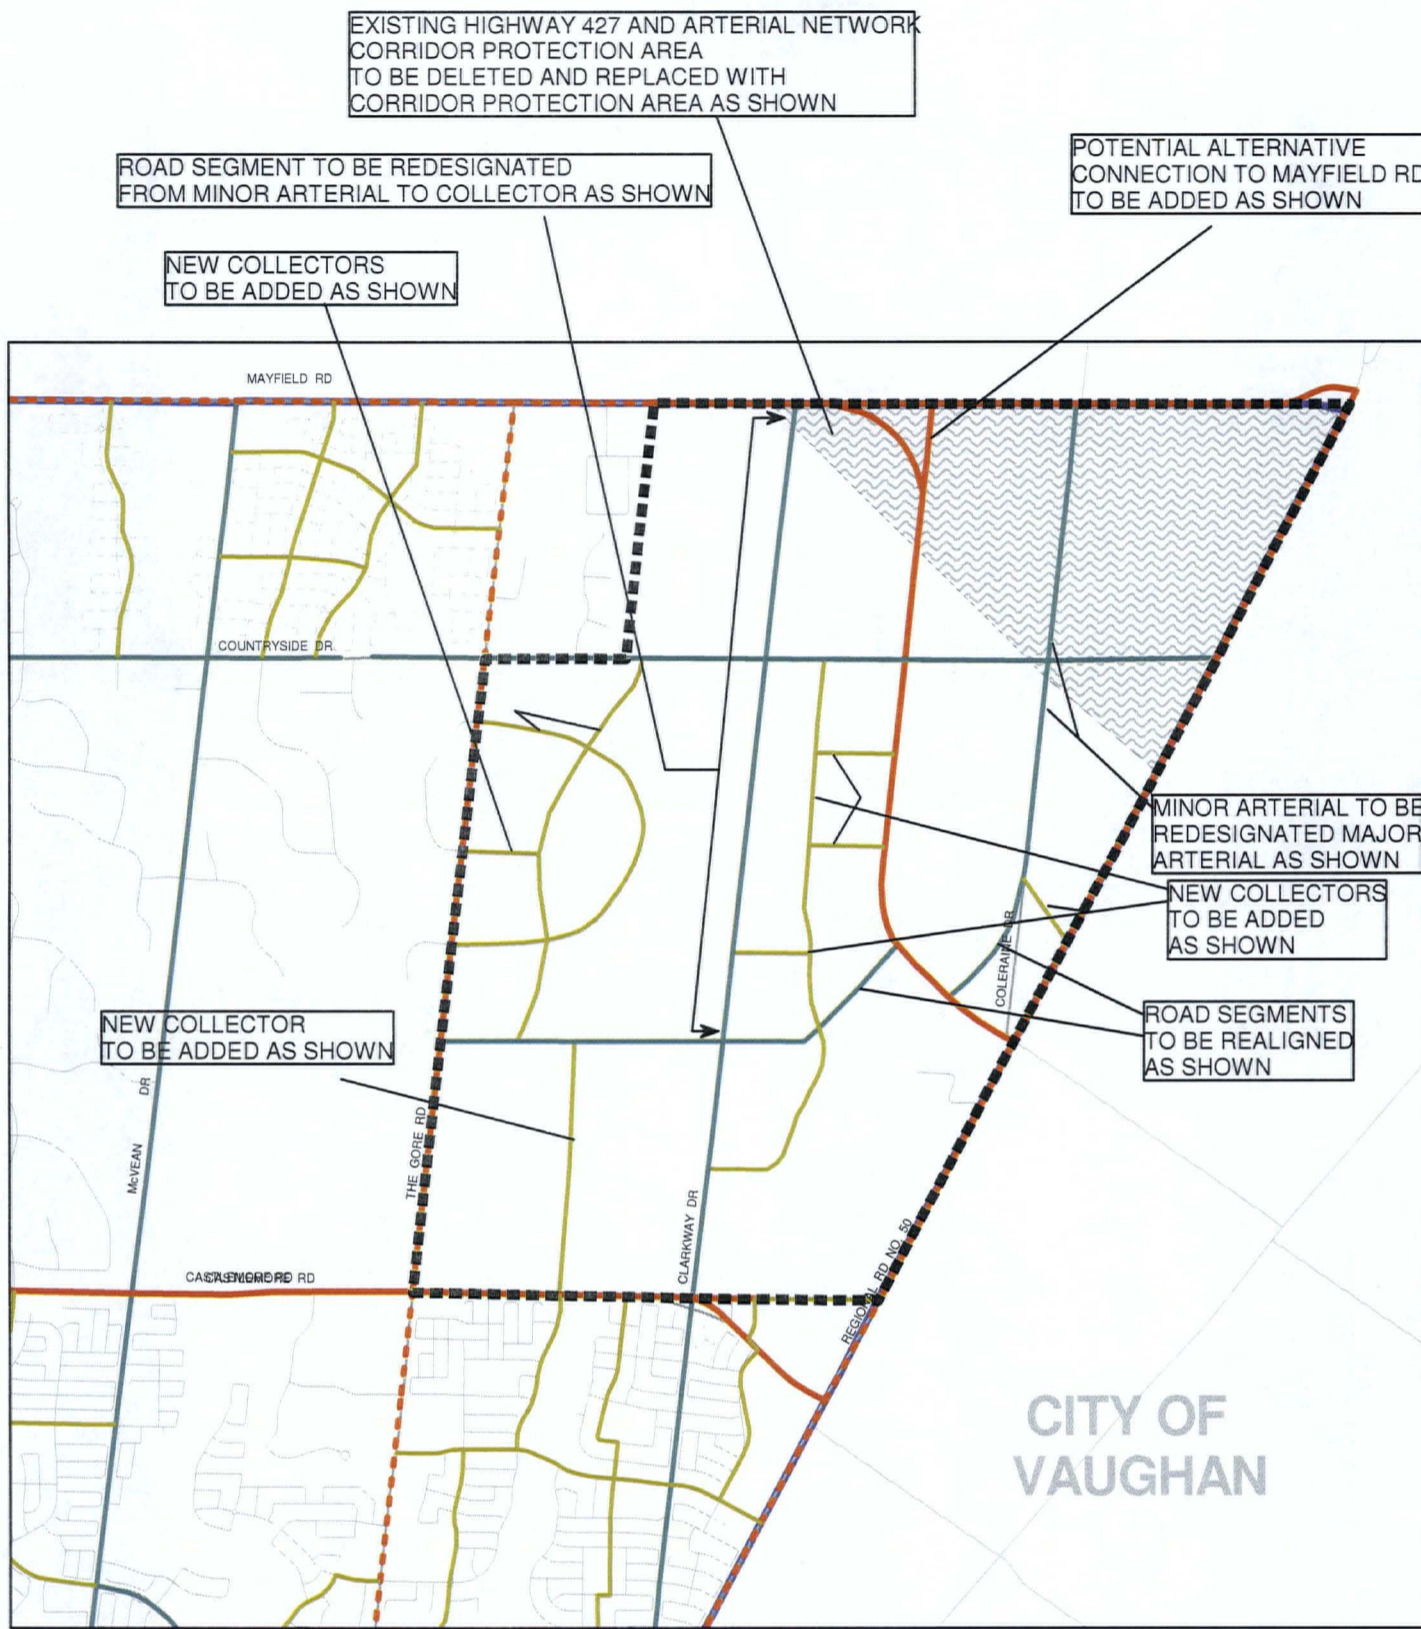 EXISTING HIGHWAY 427 AND ARTERIAL NETWORK
CORRIDOR PROTECTION AREA
TO BE DELETED AND REPLACED WITH
CORRIDOR PROTECTION AREA AS SHOWN
POTENTIAL ALTERNATIVE
CONNECTION TO MAYFIELD RD
TO BE ADDED AS SHOWN
ROAD SEGMENT TO BE REDESIGNATED
FROM MINOR ARTERIAL TO COLLECTOR AS SHOWN
NEW COLLECTORS
TO BE ADDED AS SHOWN
MAYFIELD RD
COUNTRYSIDE DR
MINOR ARTERIAL TO BE
REDESIGNATED MAJOR
ARTERIAL AS SHOWN
NEW COLLECTORS
TO BE ADDED
AS SHOWN
COLERAINE DR
ROAD SEGMENTS
TO BE REALIGNED
AS SHOWN
NEW COLLECTOR
TO BE ADDED AS SHOWN
McVEAN DR
THE GORE RD
CLARKWAY DR
REGIONAL RD NO. 50
CASTLEMORE RD
CASTLEMORE RD
CITY OF
VAUGHAN